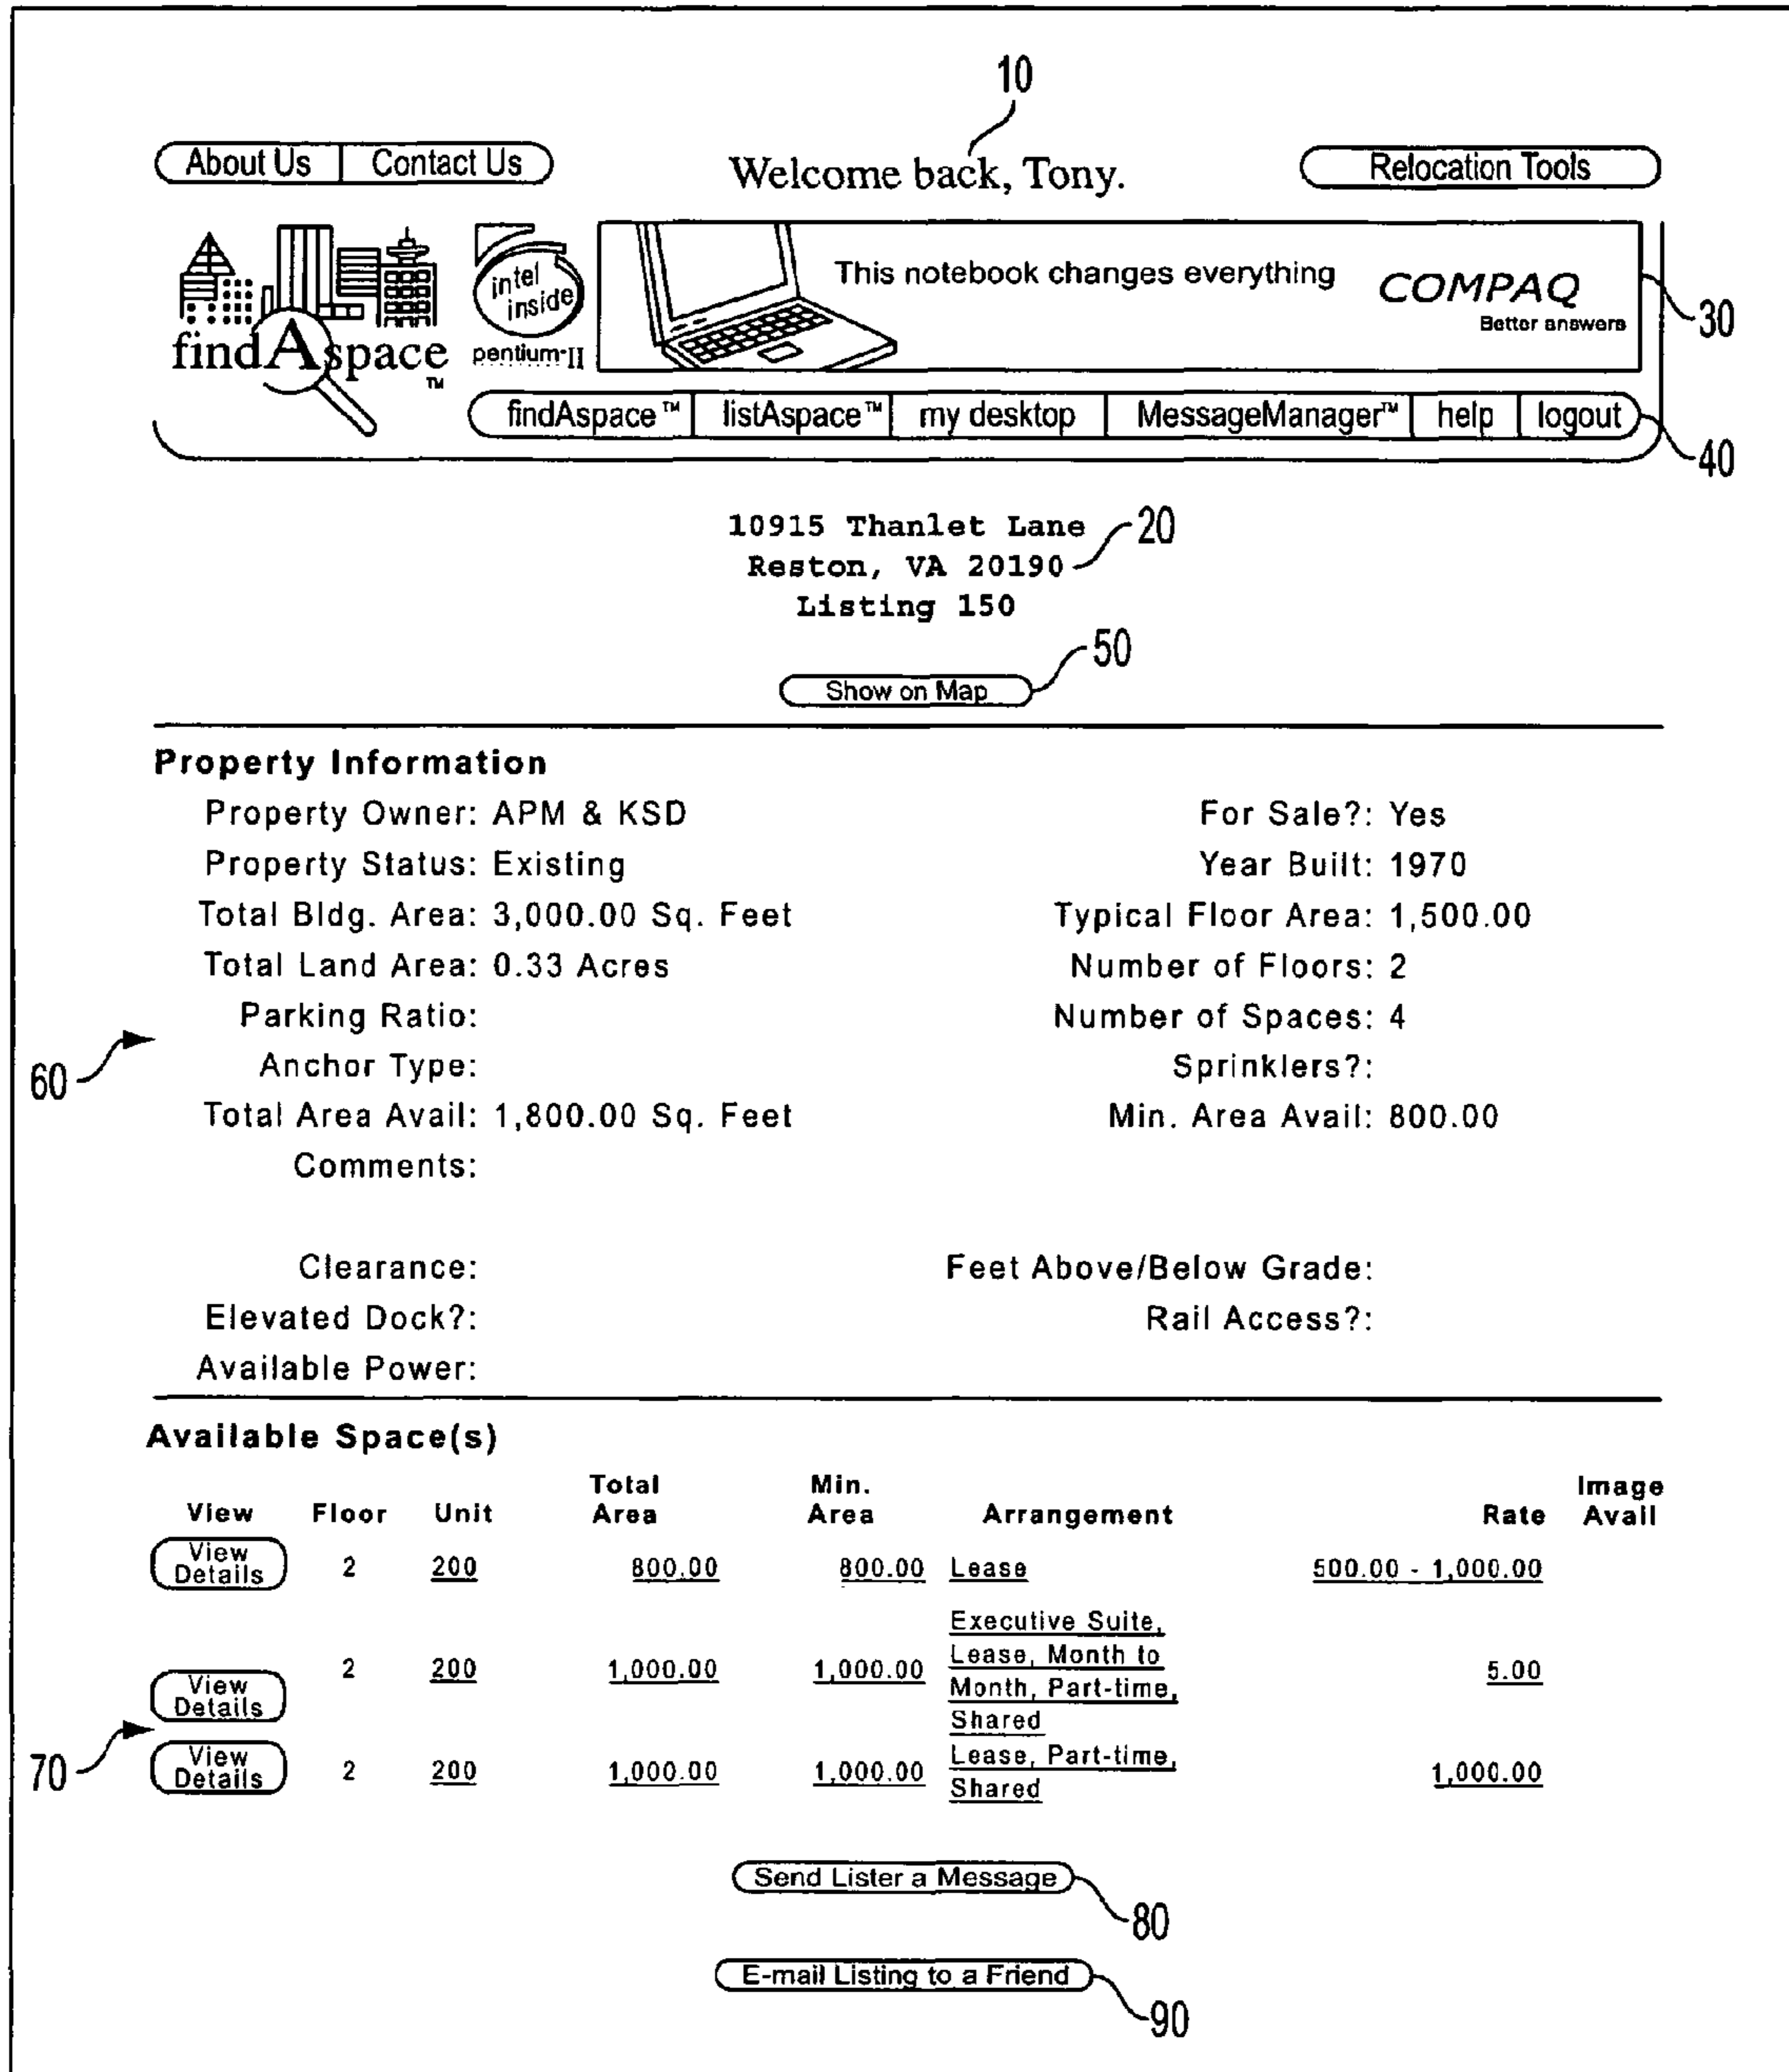 10
About Us Contact Us
Welcome back, Tony.
Relocation Tools
findAspace™
intel inside
pentium·II
This notebook changes everything
COMPAQ
Better answers
30
findAspace™ listAspace™ my desktop MessageManager™ help logout
40
10915 Thanlet Lane
20
Reston, VA 20190
Listing 150
50
Show on Map
Property Information
Property Owner: APM & KSD For Sale?: Yes
Property Status: Existing Year Built: 1970
Total Bldg. Area: 3,000.00 Sq. Feet Typical Floor Area: 1,500.00
Total Land Area: 0.33 Acres Number of Floors: 2
Parking Ratio: Number of Spaces: 4
60
Anchor Type: Sprinklers?:
Total Area Avail: 1,800.00 Sq. Feet Min. Area Avail: 800.00
Comments:
Clearance: Feet Above/Below Grade:
Elevated Dock?: Rail Access?:
Available Power:
Available Space(s)
View Floor Unit Total Area Min. Area Arrangement Rate Image Avail
View Details 2 200 800.00 800.00 Lease 500.00 - 1,000.00
View Details 2 200 1,000.00 1,000.00 Executive Suite, Lease, Month to Month, Part-time, Shared 5.00
70
View Details 2 200 1,000.00 1,000.00 Lease, Part-time, Shared 1,000.00
Send Lister a Message
80
E-mail Listing to a Friend
90